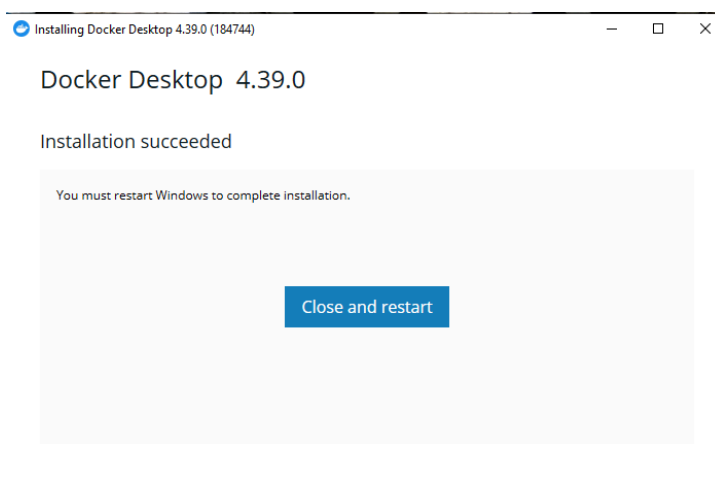 Installing Docker Desktop 4.39.0 (184744)
Docker Desktop 4.39.0
Installation succeeded
You must restart Windows to complete installation.
Close and restart